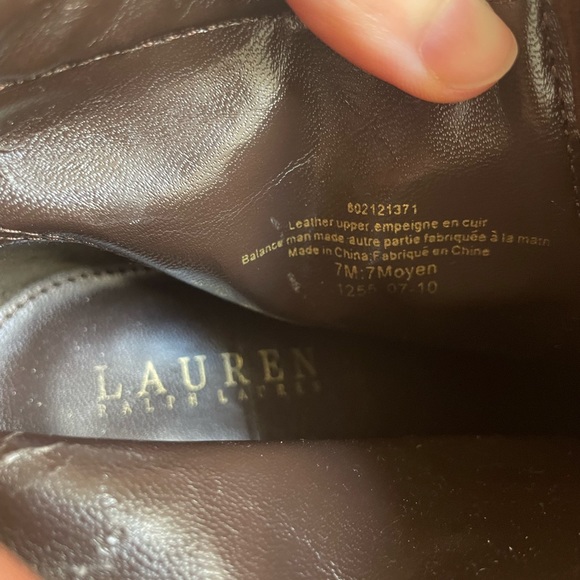 602121371
Leather upper,empeigne en cuir
Balance man made:autre partie fabriquée à la main
Made in China;Fabriqué en Chine
7M;7Moyen
1255 07-10
LAUREN
RALPH LAUREN